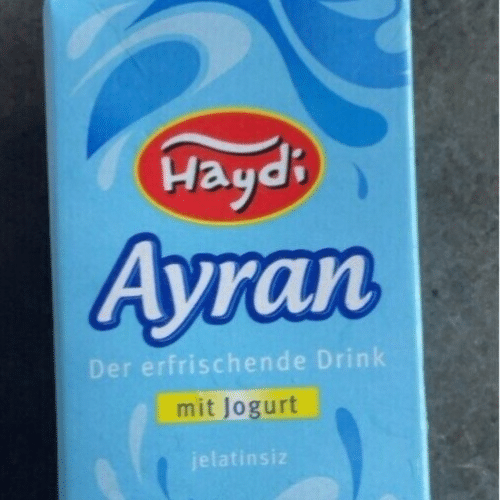 Haydi
Ayran
Der erfrischende Drink
mit Jogurt
jelatinsiz